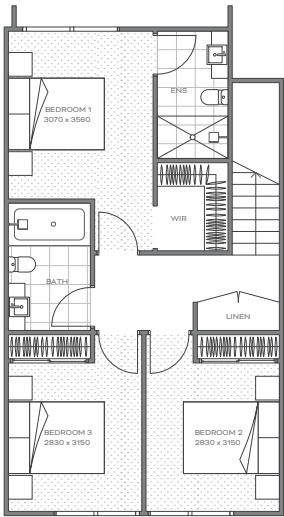 ENS
BEDROOM 1
3070 x 3560
WIR
BATH
LINEN
BEDROOM 3
2830 x 3150
BEDROOM 2
2830 x 3150